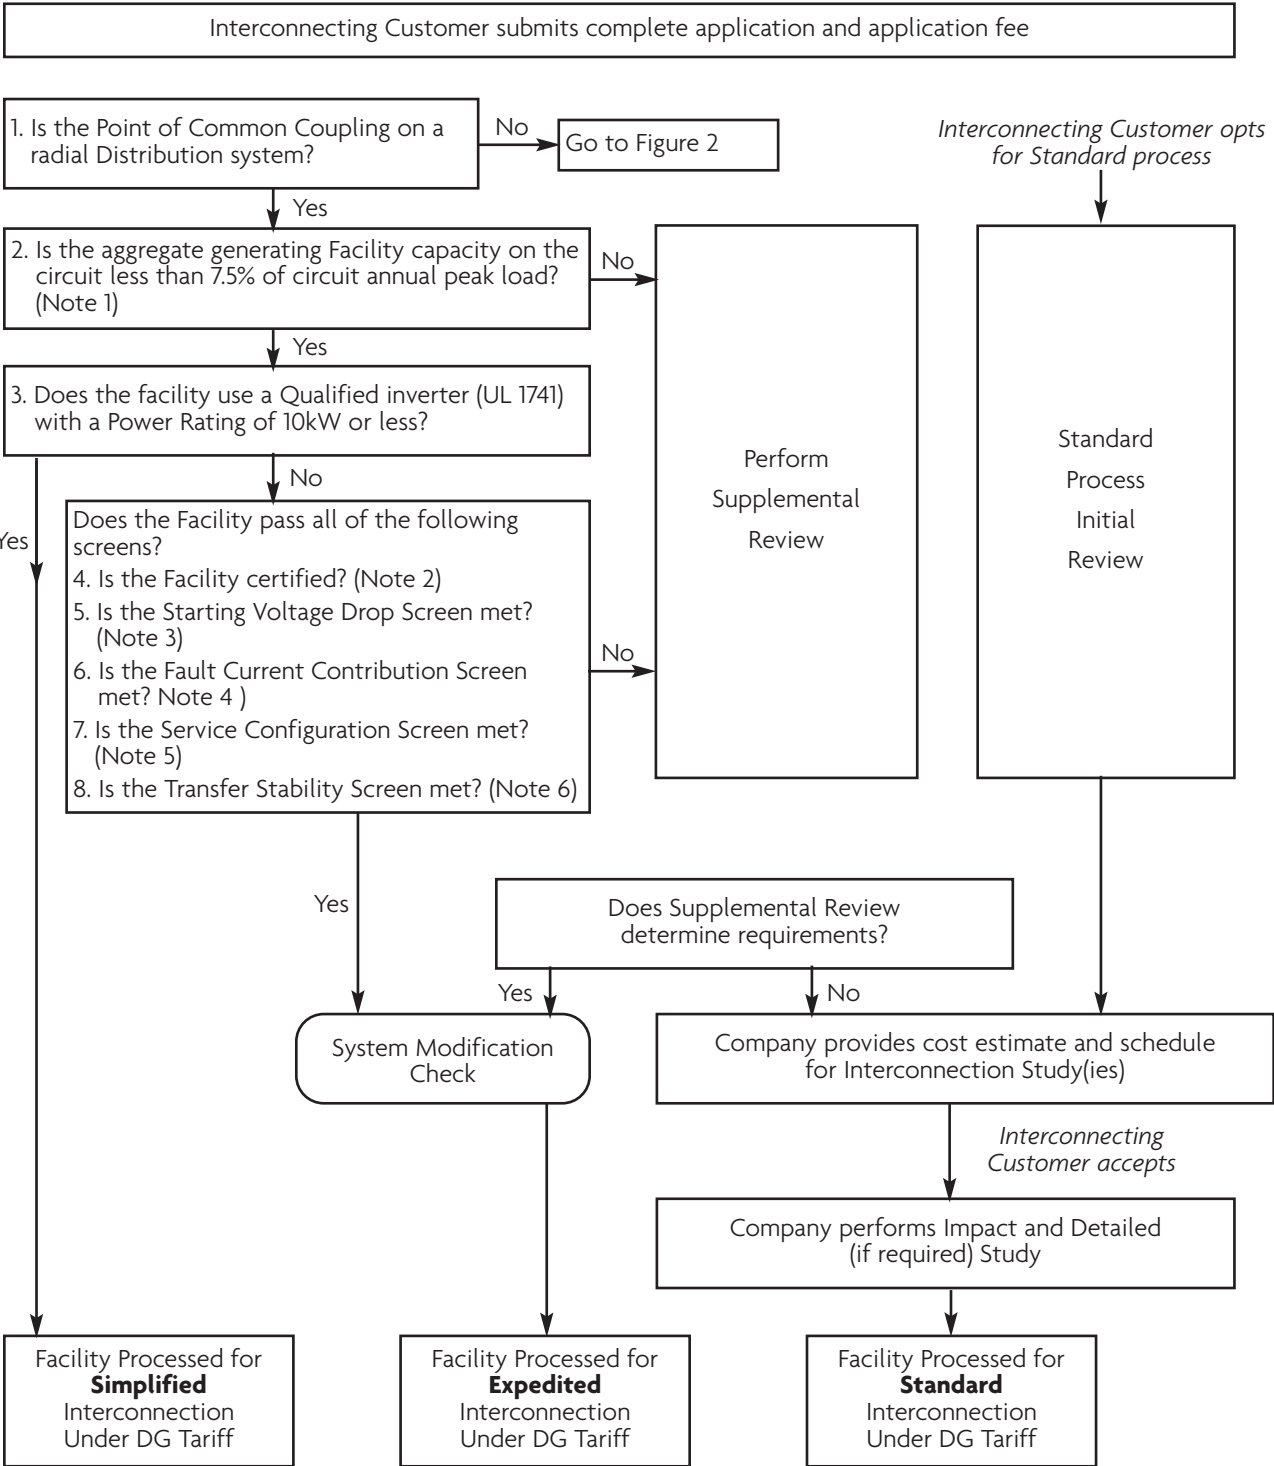 Interconnecting Customer submits complete application and application fee
1. Is the Point of Common Coupling on a
radial Distribution system?
No
Go to Figure 2
Interconnecting Customer opts
for Standard process
Yes
2. Is the aggregate generating Facility capacity on the
circuit less than 7.5% of circuit annual peak load?
(Note 1)
No
Yes
3. Does the facility use a Qualified inverter (UL 1741)
with a Power Rating of 10kW or less?
No
Yes
Does the Facility pass all of the following
screens?
4. Is the Facility certified? (Note 2)
5. Is the Starting Voltage Drop Screen met?
(Note 3)
6. Is the Fault Current Contribution Screen
met? Note 4 )
7. Is the Service Configuration Screen met?
(Note 5)
8. Is the Transfer Stability Screen met? (Note 6)
No
Perform
Supplemental
Review
Standard
Process
Initial
Review
Yes
Does Supplemental Review
determine requirements?
Yes
No
System Modification
Check
Company provides cost estimate and schedule
for Interconnection Study(ies)
Interconnecting
Customer accepts
Company performs Impact and Detailed
(if required) Study
Facility Processed for
Simplified
Interconnection
Under DG Tariff
Facility Processed for
Expedited
Interconnection
Under DG Tariff
Facility Processed for
Standard
Interconnection
Under DG Tariff